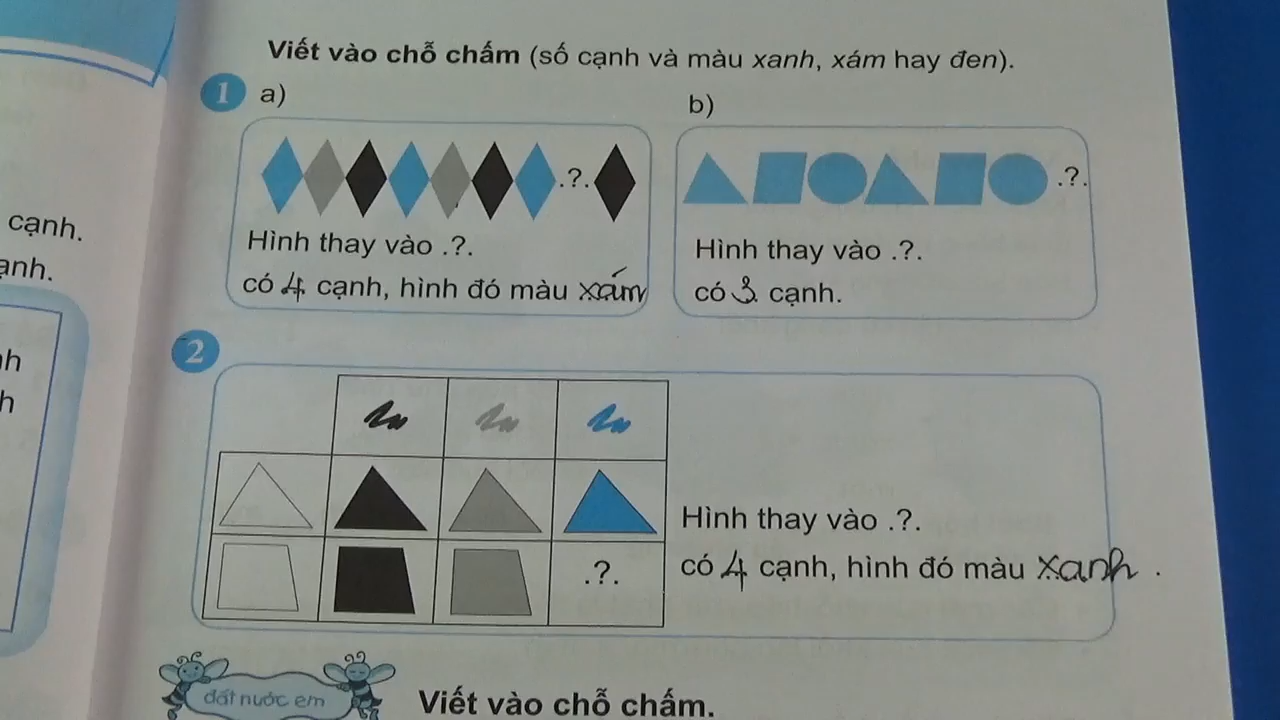 Viết vào chỗ chấm (số cạnh và màu xanh, xám hay đen).
1 a)
b)
.?.
Hình thay vào .?.
có 4 cạnh, hình đó màu xám
.?.
Hình thay vào .?.
có 3 cạnh.
cạnh.
ạnh.
2
.?.
Hình thay vào .?.
có 4 cạnh, hình đó màu xanh .
đất nước em
Viết vào chỗ chấm.